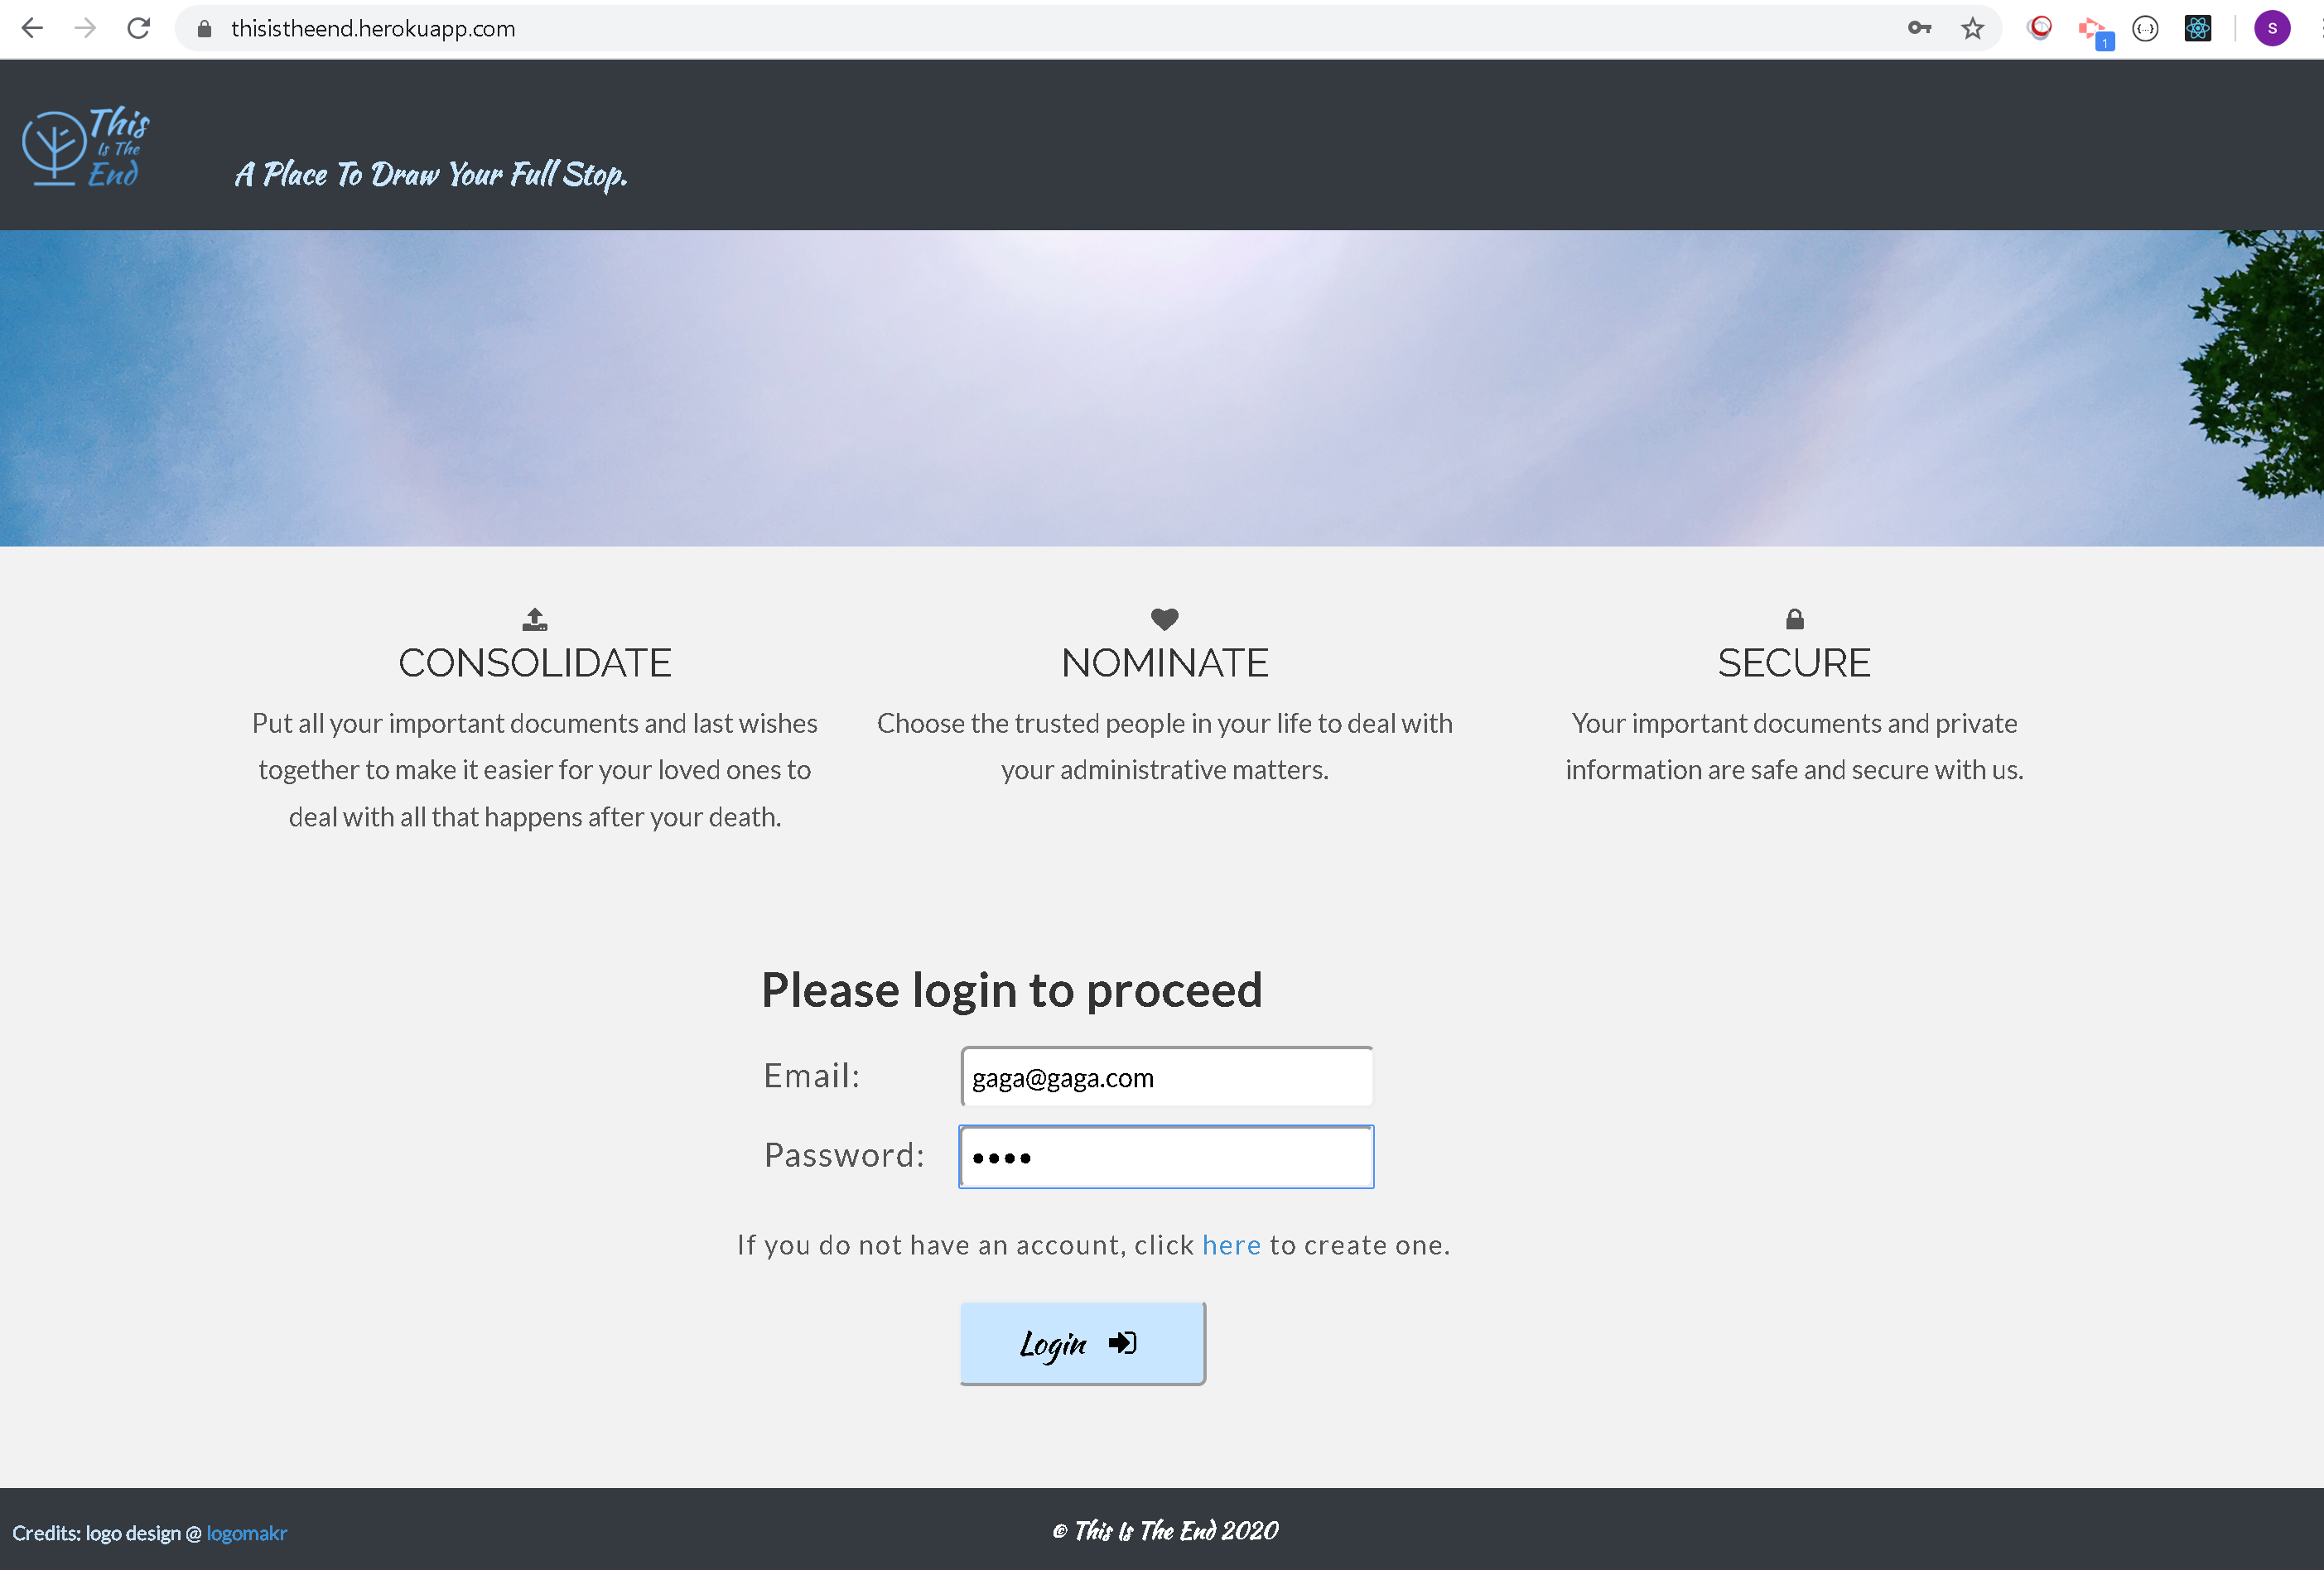 thisistheend.herokuapp.com
1
{...}
S
This
Is The
End
A Place To Draw Your Full Stop.
CONSOLIDATE
Put all your important documents and last wishes
together to make it easier for your loved ones to
deal with all that happens after your death.
NOMINATE
Choose the trusted people in your life to deal with
your administrative matters.
SECURE
Your important documents and private
information are safe and secure with us.
Please login to proceed
Email: gaga@gaga.com
Password: ••••
If you do not have an account, click here to create one.
Login
Credits: logo design @ logomakr
© This Is The End 2020